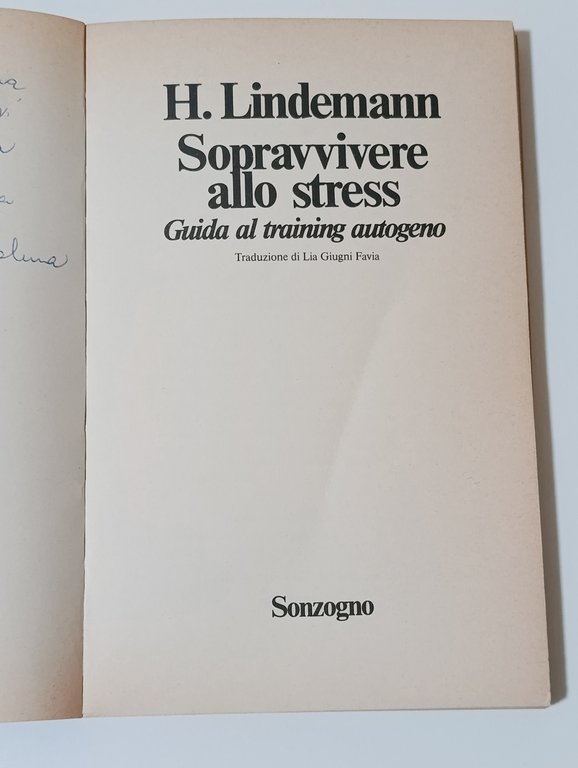 H. Lindemann
Sopravvivere
allo stress
Guida al training autogeno
Traduzione di Lia Giugni Favia
Sonzogno